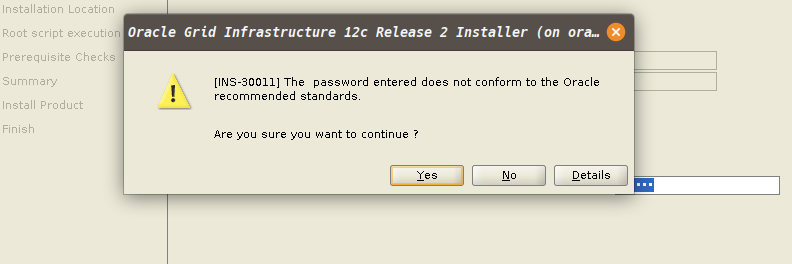 Installation Location
Root script execution
Prerequisite Checks
Summary
Install Product
Finish
Oracle Grid Infrastructure 12c Release 2 Installer (on ora...
[INS-30011] The  password entered does not conform to the Oracle
recommended standards.
Are you sure you want to continue ?
Yes No Details